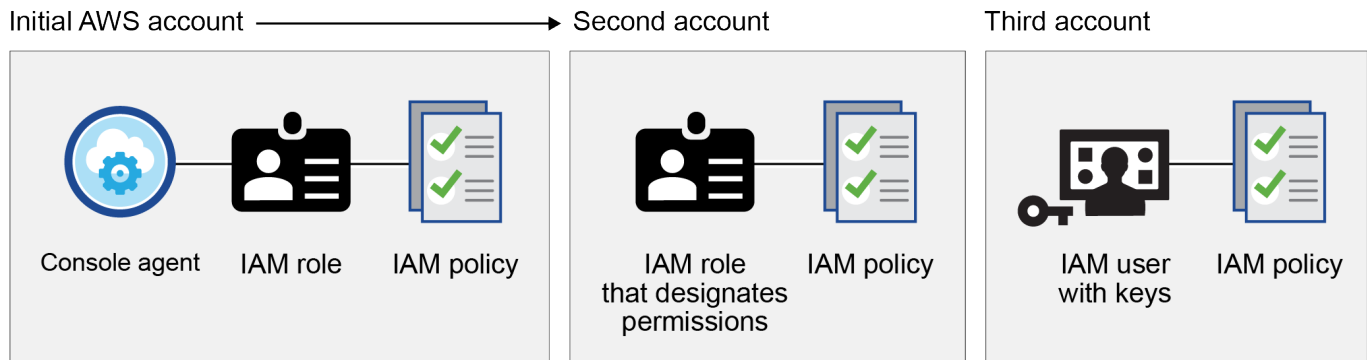 Initial AWS account
Second account
Third account
Console agent
IAM role
IAM policy
IAM role
that designates
permissions
IAM policy
IAM user
with keys
IAM policy